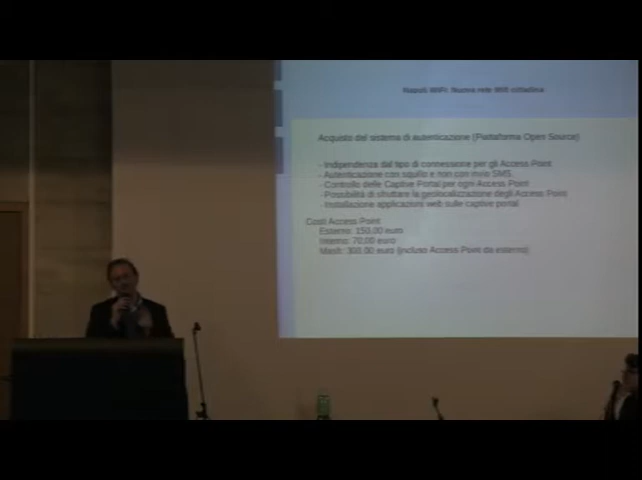 Napoli WiFi: Nuova rete Wifi cittadina
Acquisto del sistema di autenticazione (Piattaforma Open Source)
- Indipendenza dal tipo di connessione per gli Access Point
- Autenticazione con squillo e non con invio SMS.
- Controllo delle Captive Portal per ogni Access Point
- Possibilità di sfruttare la geolocalizzazione degli Access Point
- Installazione applicazioni web sulle captive portal
Costi Access Point
Esterno: 150,00 euro
Interno: 70,00 euro
300,00 euro (incluso Access Point da esterno)